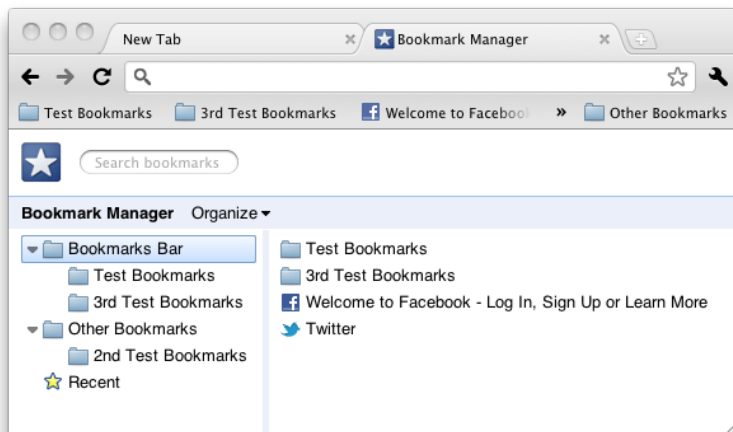 New Tab
Bookmark Manager
Test Bookmarks
3rd Test Bookmarks
Welcome to Facebook
»
Other Bookmarks
Search bookmarks
Bookmark Manager
Organize
Bookmarks Bar
Test Bookmarks
3rd Test Bookmarks
Other Bookmarks
2nd Test Bookmarks
Recent
Test Bookmarks
3rd Test Bookmarks
Welcome to Facebook - Log In, Sign Up or Learn More
Twitter